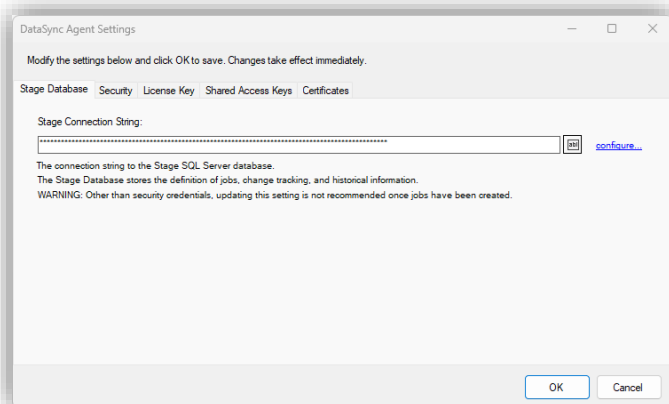 DataSync Agent Settings
Modify the settings below and click OK to save. Changes take effect immediately.
Stage Database Security License Key Shared Access Keys Certificates
Stage Connection String:
configure...
The connection string to the Stage SQL Server database.
The Stage Database stores the definition of jobs, change tracking, and historical information.
WARNING: Other than security credentials, updating this setting is not recommended once jobs have been created.
OK Cancel